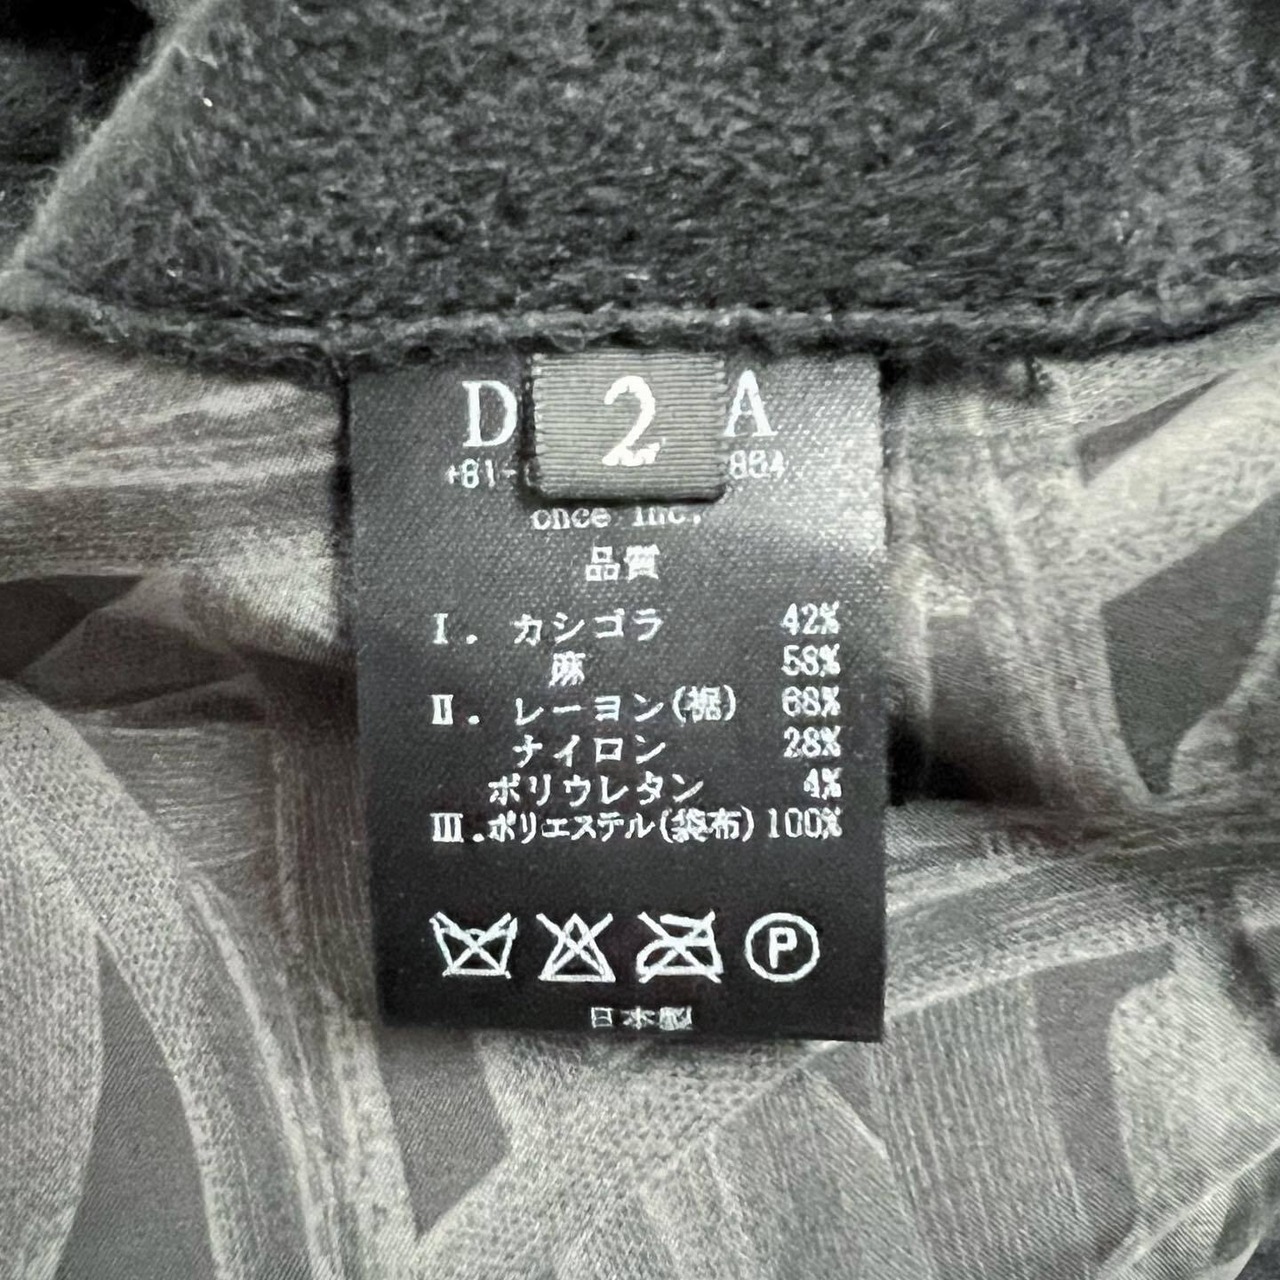 D 2 A
+81- 864
once inc.
品質
I. カシゴラ 42%
麻 58%
II. レーヨン(裾) 68%
ナイロン 28%
ポリウレタン 4%
III.ポリエステル(袋布) 100%
P
日本製